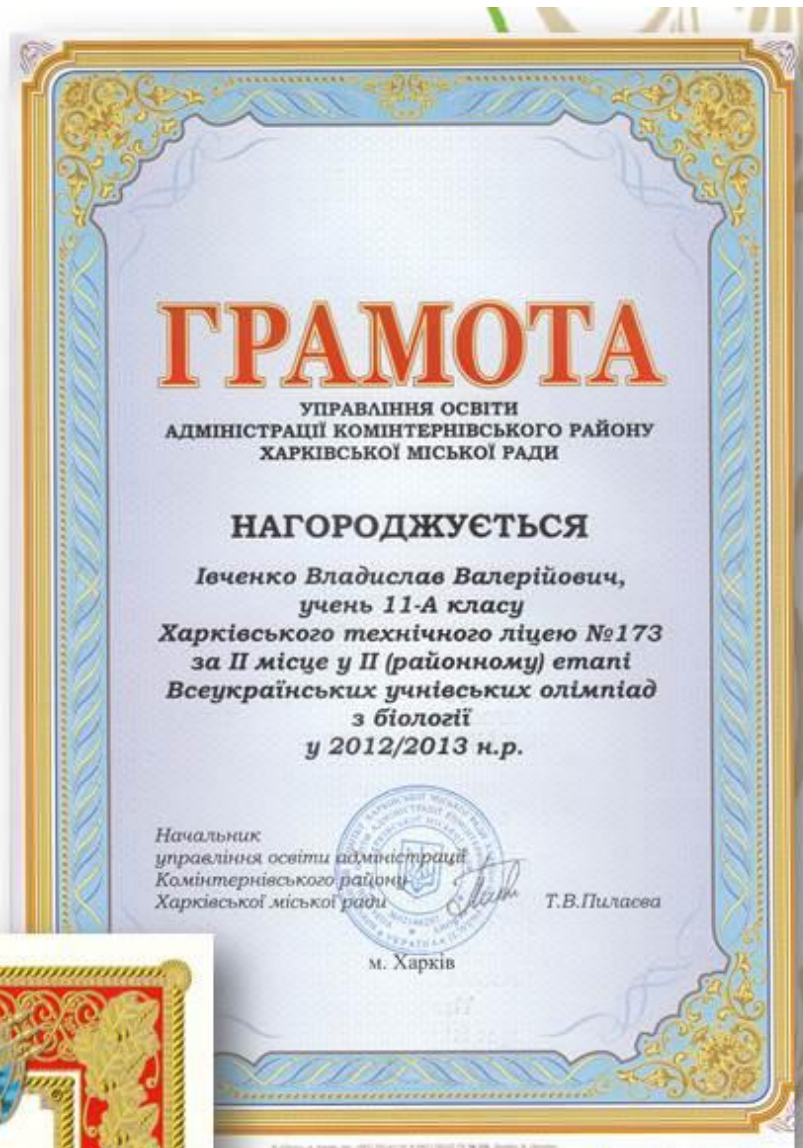 ГРАМОТА
УПРАВЛІННЯ ОСВІТИ
АДМІНІСТРАЦІЇ КОМІНТЕРНІВСЬКОГО РАЙОНУ
ХАРКІВСЬКОЇ МІСЬКОЇ РАДИ
НАГОРОДЖУЄТЬСЯ
Івченко Владислав Валерійович,
учень 11-А класу
Харківського технічного ліцею №173
за ІІ місце у ІІ (районному) етапі
Всеукраїнських учнівських олімпіад
з біології
у 2012/2013 н.р.
Начальник
управління освіти адміністрації
Комінтернівського району
Харківської міської ради Т.В.Пилаєва
м. Харків